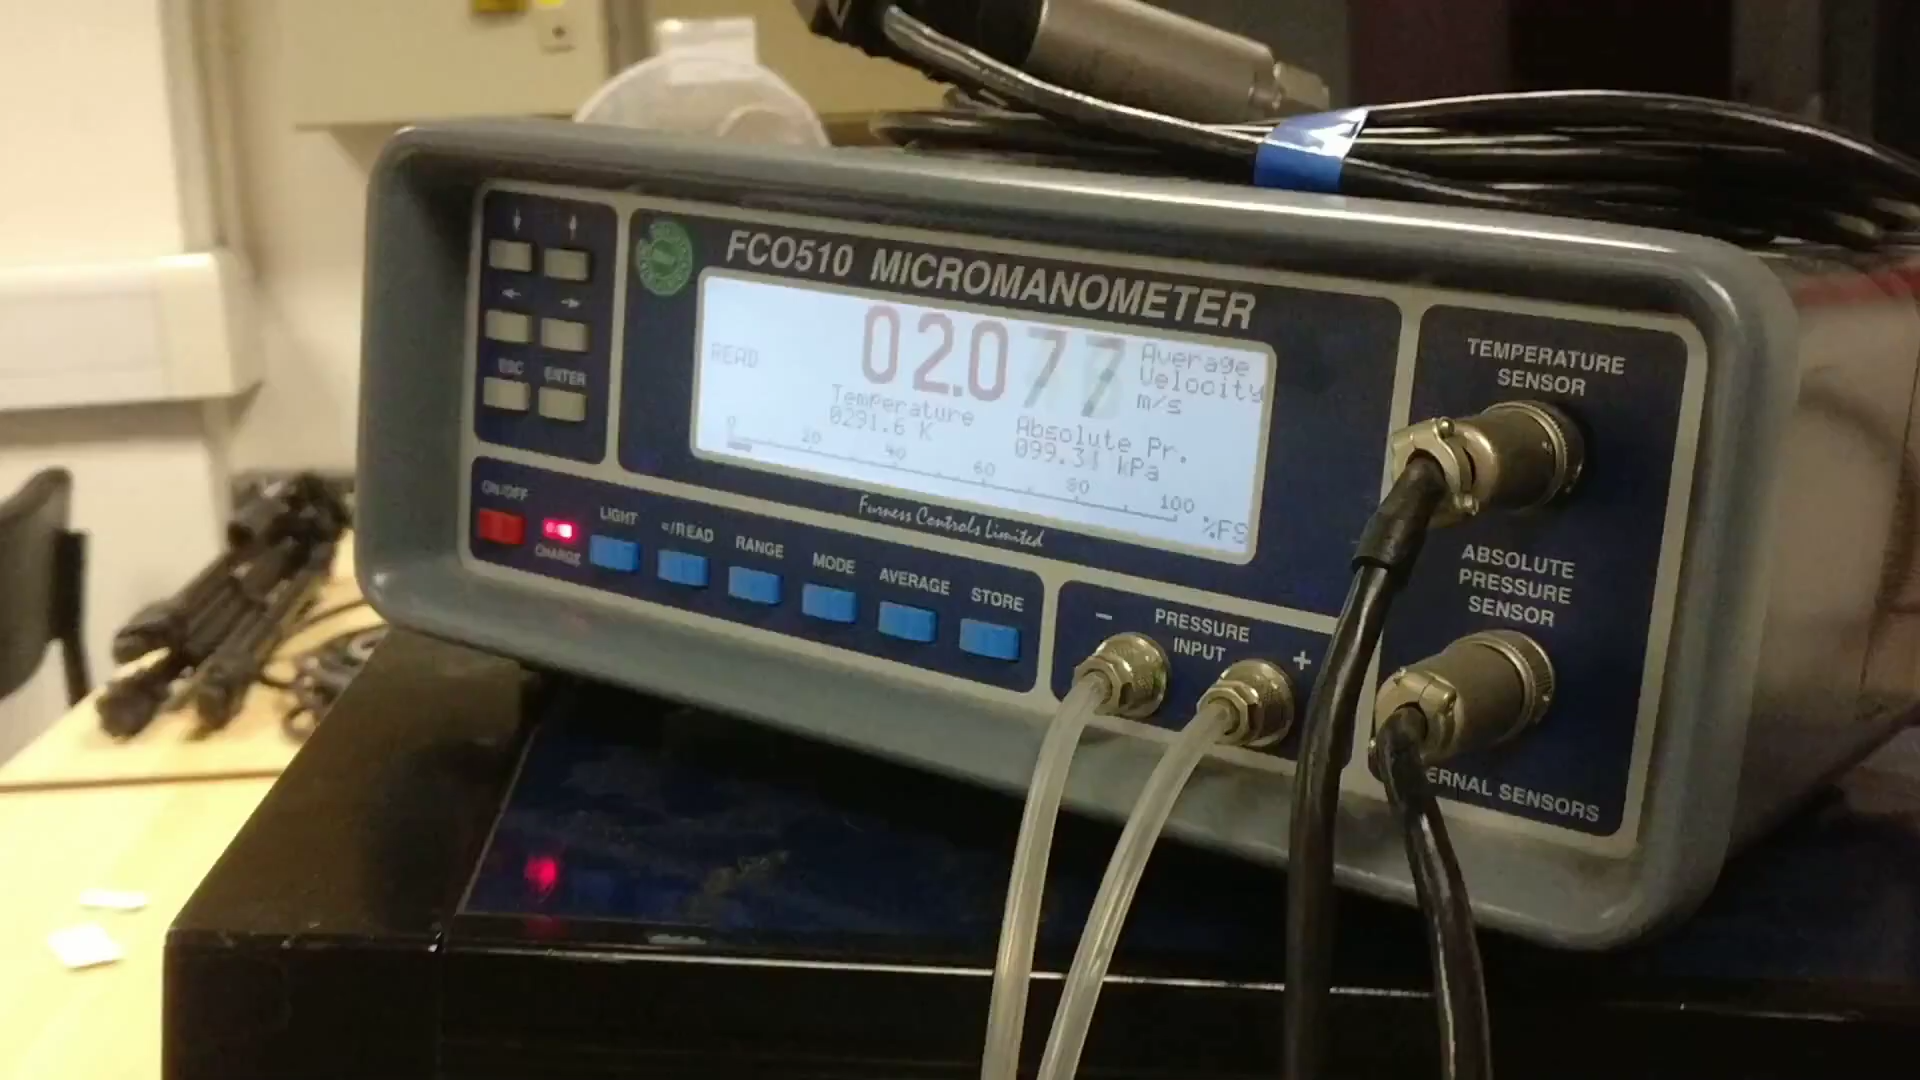 FCO510 MICROMANOMETER
READ
02.077
Average
Velocity
m/s
Temperature
0291.6 K
Absolute Pr.
kPa
0 20 40 60 80 100
%FS
Furness Controls Limited
ESC ENTER
ON/OFF
CHARGE
LIGHT
=/READ
RANGE
MODE
AVERAGE
STORE
− PRESSURE
INPUT +
TEMPERATURE
SENSOR
ABSOLUTE
PRESSURE
SENSOR
ERNAL SENSORS